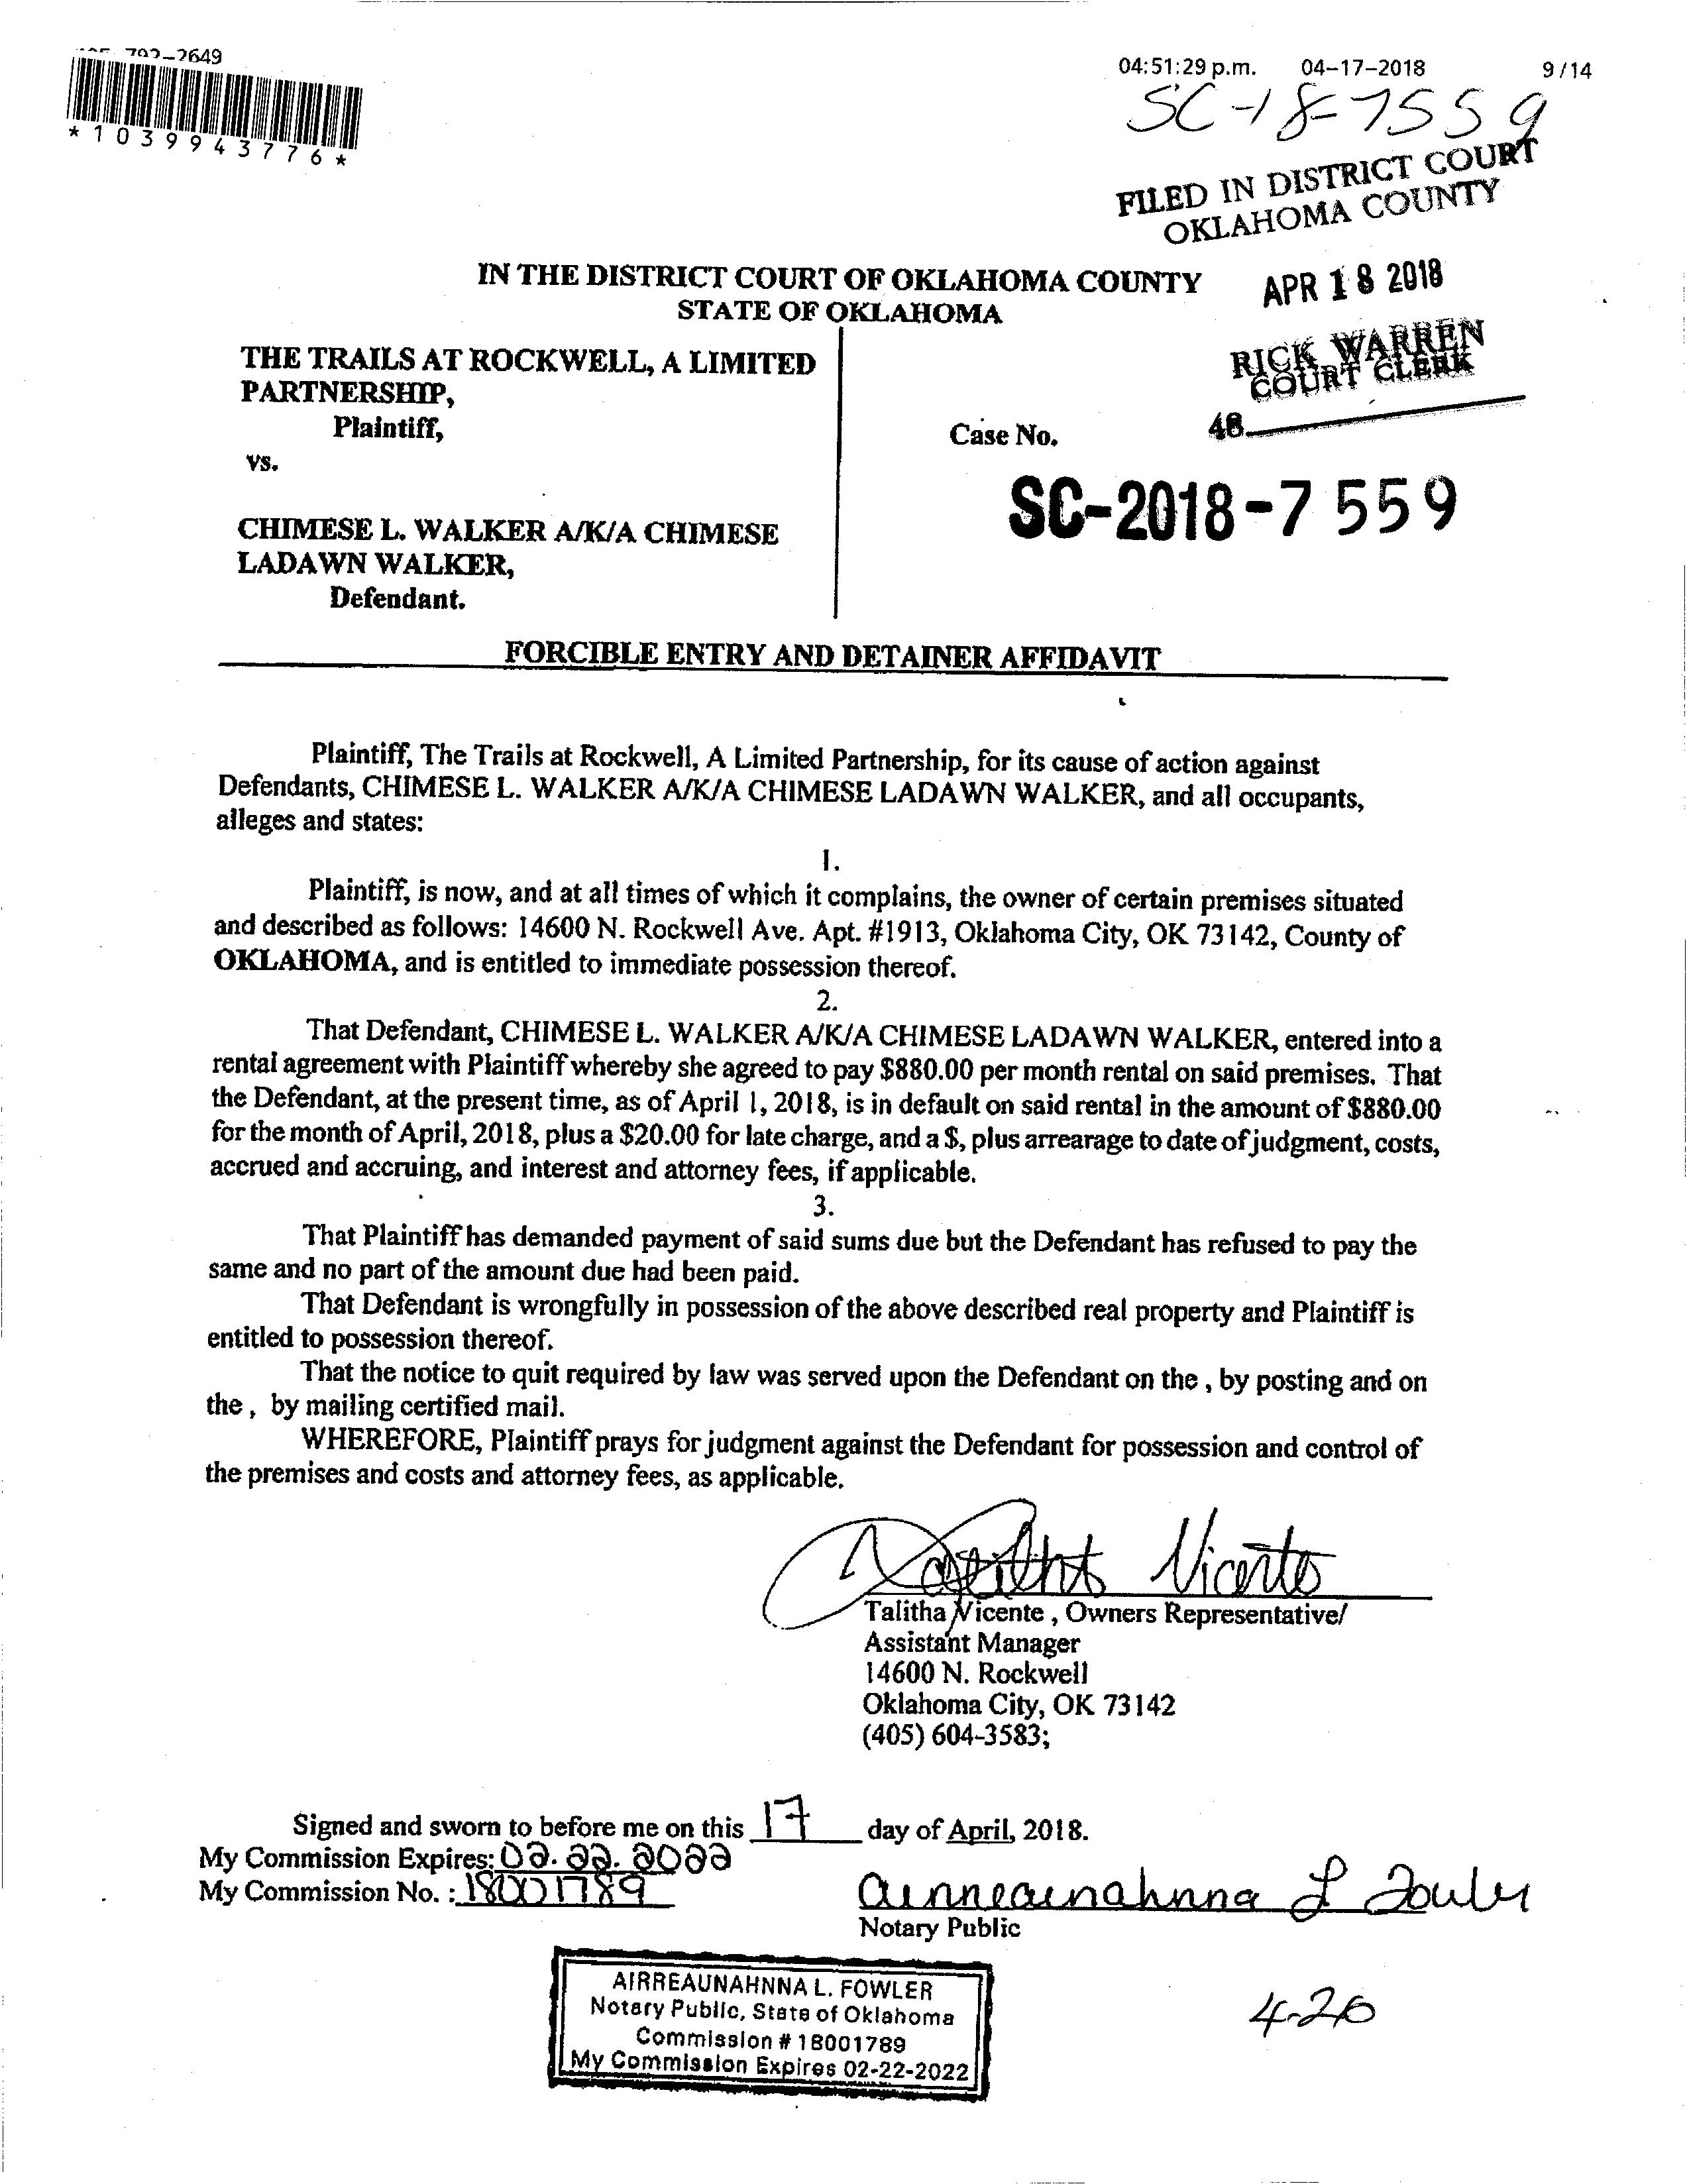 792-2649
04:51:29 p.m. 04-17-2018 9/14
*1039943776*
SC-18-7559
FILED IN DISTRICT COURT
OKLAHOMA COUNTY
IN THE DISTRICT COURT OF OKLAHOMA COUNTY
STATE OF OKLAHOMA
APR 18 2018
RICK WARREN
COURT CLERK
48
THE TRAILS AT ROCKWELL, A LIMITED
PARTNERSHIP,
Plaintiff,
vs.
CHIMESE L. WALKER A/K/A CHIMESE
LADAWN WALKER,
Defendant.
Case No.
SC-2018-7559
FORCIBLE ENTRY AND DETAINER AFFIDAVIT
Plaintiff, The Trails at Rockwell, A Limited Partnership, for its cause of action against
Defendants, CHIMESE L. WALKER A/K/A CHIMESE LADAWN WALKER, and all occupants,
alleges and states:
1.
Plaintiff, is now, and at all times of which it complains, the owner of certain premises situated
and described as follows: 14600 N. Rockwell Ave. Apt. #1913, Oklahoma City, OK 73142, County of
OKLAHOMA, and is entitled to immediate possession thereof.
2.
That Defendant, CHIMESE L. WALKER A/K/A CHIMESE LADAWN WALKER, entered into a
rental agreement with Plaintiff whereby she agreed to pay $880.00 per month rental on said premises. That
the Defendant, at the present time, as of April 1, 2018, is in default on said rental in the amount of $880.00
for the month of April, 2018, plus a $20.00 for late charge, and a $, plus arrearage to date of judgment, costs,
accrued and accruing, and interest and attorney fees, if applicable.
3.
That Plaintiff has demanded payment of said sums due but the Defendant has refused to pay the
same and no part of the amount due had been paid.
That Defendant is wrongfully in possession of the above described real property and Plaintiff is
entitled to possession thereof.
That the notice to quit required by law was served upon the Defendant on the , by posting and on
the , by mailing certified mail.
WHEREFORE, Plaintiff prays for judgment against the Defendant for possession and control of
the premises and costs and attorney fees, as applicable.
Talitha Vicente
Talitha Vicente , Owners Representative/
Assistant Manager
14600 N. Rockwell
Oklahoma City, OK 73142
(405) 604-3583;
Signed and sworn to before me on this 17 day of April, 2018.
My Commission Expires: 02.22.2022
My Commission No. : 18001789
Airreaunahnna L Fowler
Notary Public
AIRREAUNAHNNA L. FOWLER
Notary Public, State of Oklahoma
Commission # 18001789
My Commission Expires 02-22-2022
4-26